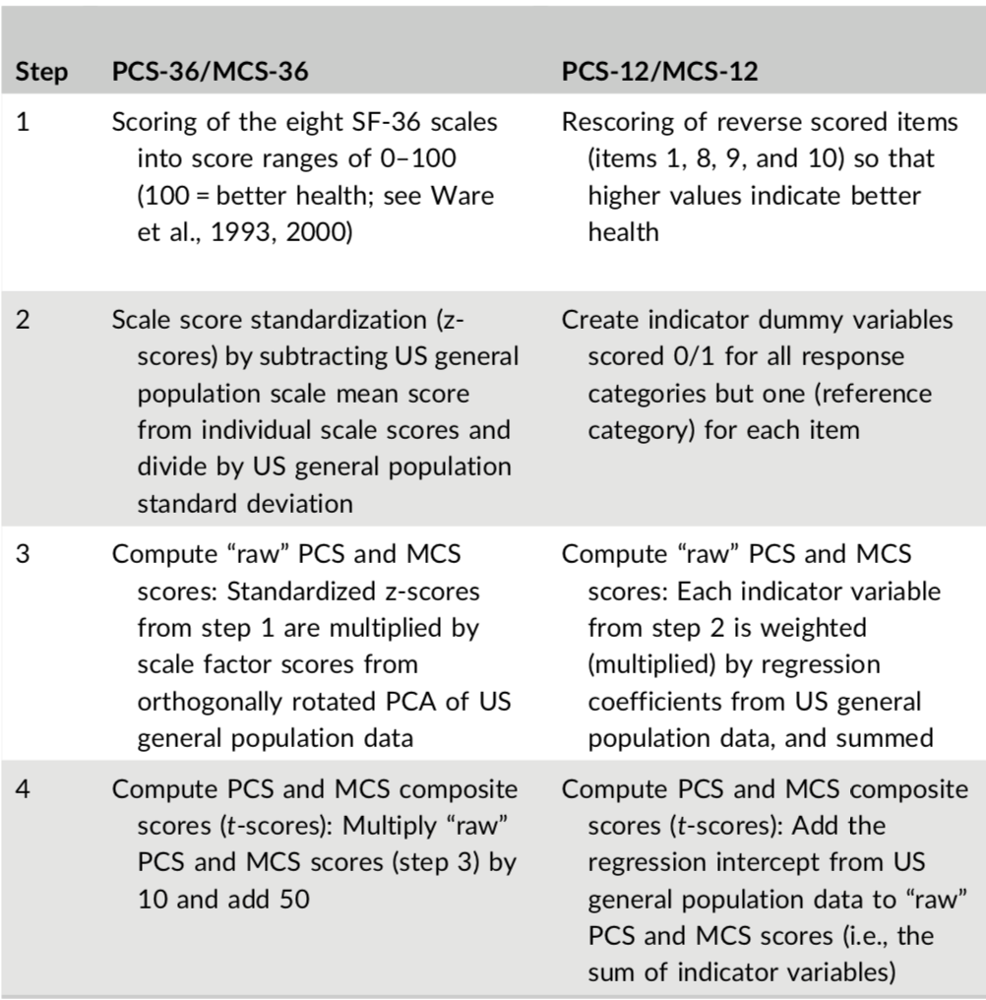 Step PCS-36/MCS-36 PCS-12/MCS-12
1 Scoring of the eight SF-36 scales
into score ranges of 0–100
(100 = better health; see Ware
et al., 1993, 2000)
Rescoring of reverse scored items
(items 1, 8, 9, and 10) so that
higher values indicate better
health
2 Scale score standardization (z-
scores) by subtracting US general
population scale mean score
from individual scale scores and
divide by US general population
standard deviation
Create indicator dummy variables
scored 0/1 for all response
categories but one (reference
category) for each item
3 Compute “raw” PCS and MCS
scores: Standardized z-scores
from step 1 are multiplied by
scale factor scores from
orthogonally rotated PCA of US
general population data
Compute “raw” PCS and MCS
scores: Each indicator variable
from step 2 is weighted
(multiplied) by regression
coefficients from US general
population data, and summed
4 Compute PCS and MCS composite
scores (t-scores): Multiply “raw”
PCS and MCS scores (step 3) by
10 and add 50
Compute PCS and MCS composite
scores (t-scores): Add the
regression intercept from US
general population data to “raw”
PCS and MCS scores (i.e., the
sum of indicator variables)